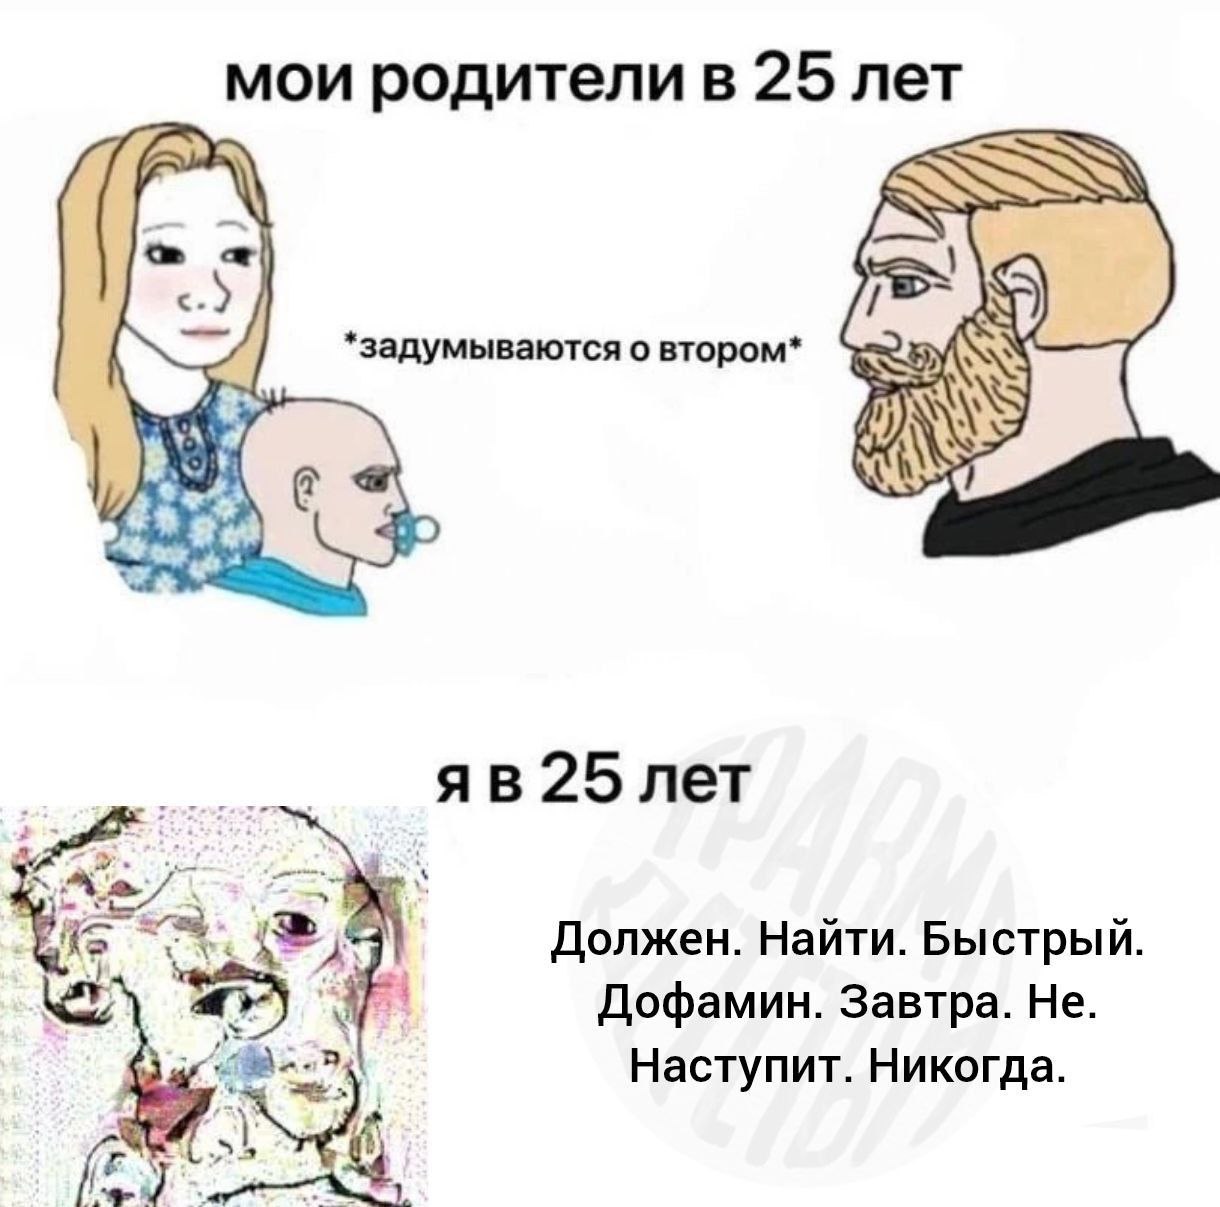 мои родители в 25 лет
*задумываются о втором*
я в 25 лет
Должен. Найти. Быстрый.
Дофамин. Завтра. Не.
Наступит. Никогда.